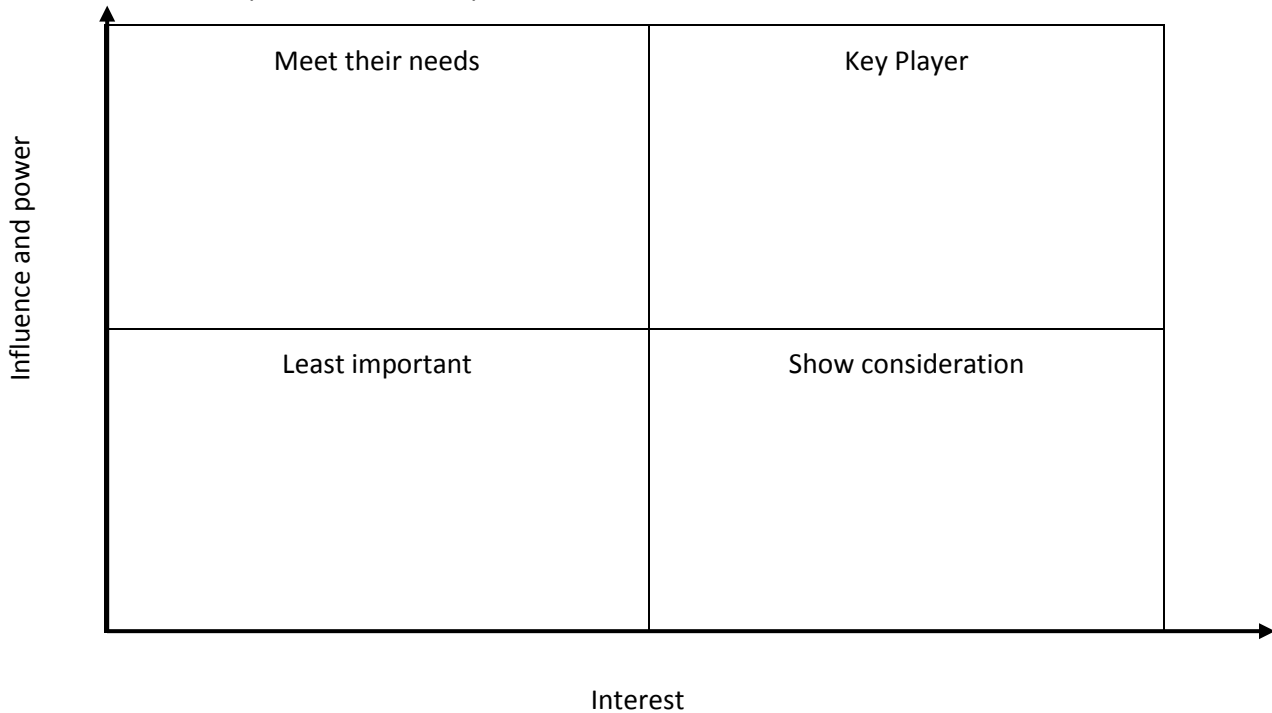 Meet their needs
Key Player
Influence and power
Least important
Show consideration
Interest